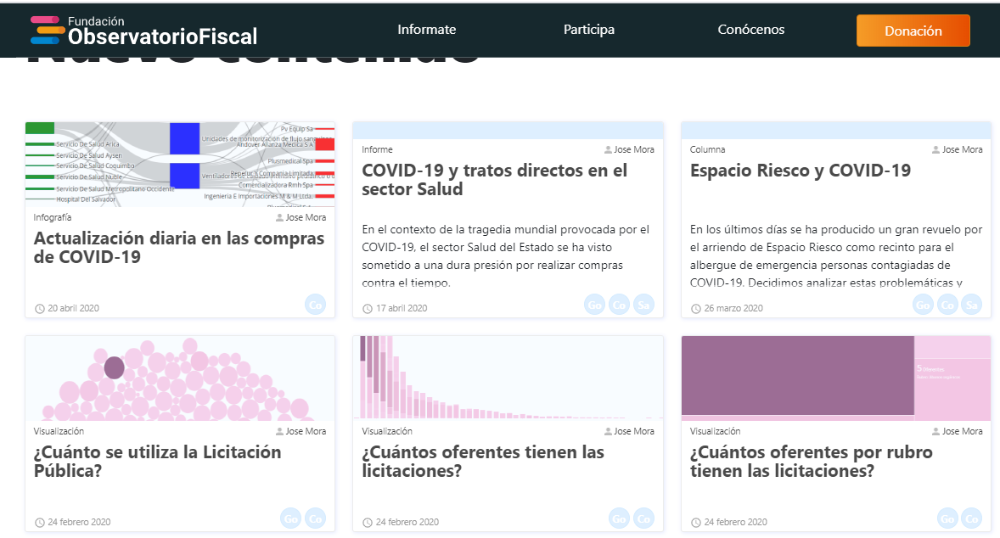 Fundación
ObservatorioFiscal
Informate
Participa
Conócenos
Donación
Nuevo contenido
Pv Equip Sa
Unidades de monitorización de flujo
Servicio De Salud Arica
Andover Alianza Medica S A
Servicio De Salud Aysen
Plusmedical Spa
Servicio De Salud Coquimbo
Repetur Y Compania Limitada
Servicio De Salud Nuble
Comercializadora Rmh Spa
Servicio De Salud Metropolitano Occidente
Ingenieria E Importaciones M & M Ltda.
Hospital Del Salvador
Infografía
Jose Mora
Actualización diaria en las compras
de COVID-19
20 abril 2020
Co
Informe
Jose Mora
COVID-19 y tratos directos en el
sector Salud
En el contexto de la tragedia mundial provocada por el
COVID-19, el sector Salud del Estado se ha visto
sometido a una dura presión por realizar compras
contra el tiempo.
17 abril 2020
Go
Co
Sa
Columna
Jose Mora
Espacio Riesco y COVID-19
En los últimos días se ha producido un gran revuelo por
el arriendo de Espacio Riesco como recinto para el
albergue de emergencia personas contagiadas de
COVID-19. Decidimos analizar estas problemáticas y
26 marzo 2020
Go
Co
Sa
Visualización
Jose Mora
¿Cuánto se utiliza la Licitación
Pública?
24 febrero 2020
Go
Co
Visualización
Jose Mora
¿Cuántos oferentes tienen las
licitaciones?
24 febrero 2020
Go
Co
5 Oferentes
Visualización
Jose Mora
¿Cuántos oferentes por rubro
tienen las licitaciones?
24 febrero 2020
Go
Co